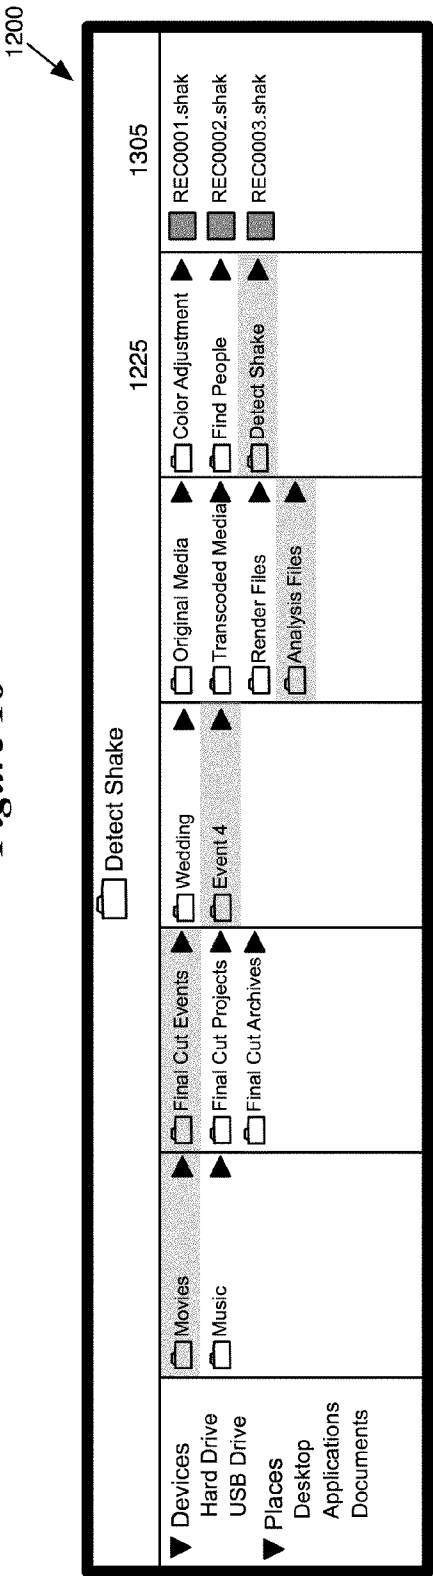 Figure
1200
Detect Shake
1225
1305
Devices
Hard Drive
USB Drive
Places
Desktop
Applications
Documents
Movies
Music
Final Cut Events
Final Cut Projects
Final Cut Archives
Wedding
Event 4
Original Media
Transcoded Media
Render Files
Analysis Files
Color Adjustment
Find People
Detect Shake
REC0001.shak
REC0002.shak
REC0003.shak